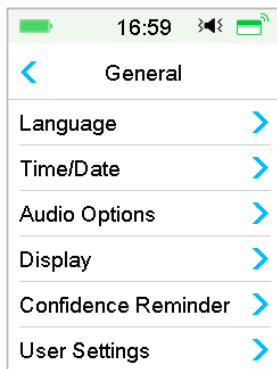 16:59
General
Language
Time/Date
Audio Options
Display
Confidence Reminder
User Settings